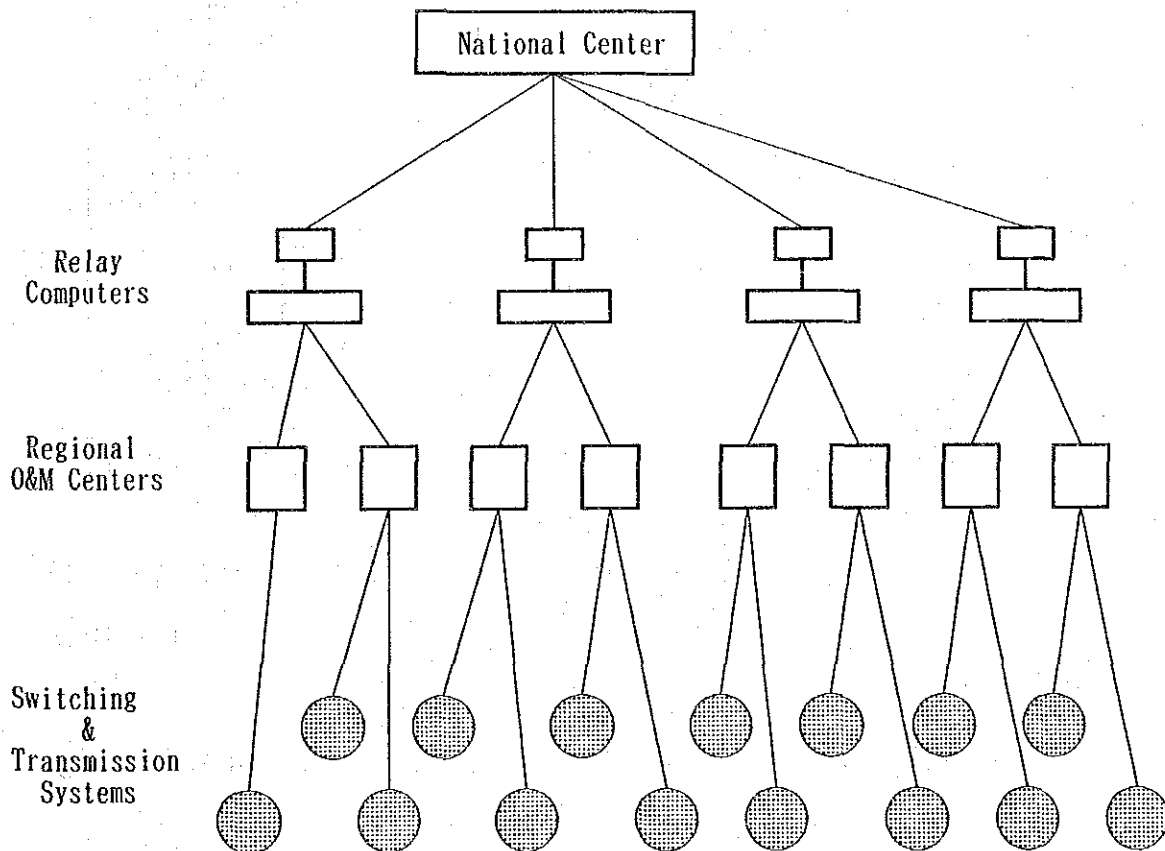 National Center
Relay
Computers
Regional
O&M Centers
Switching
&
Transmission
Systems